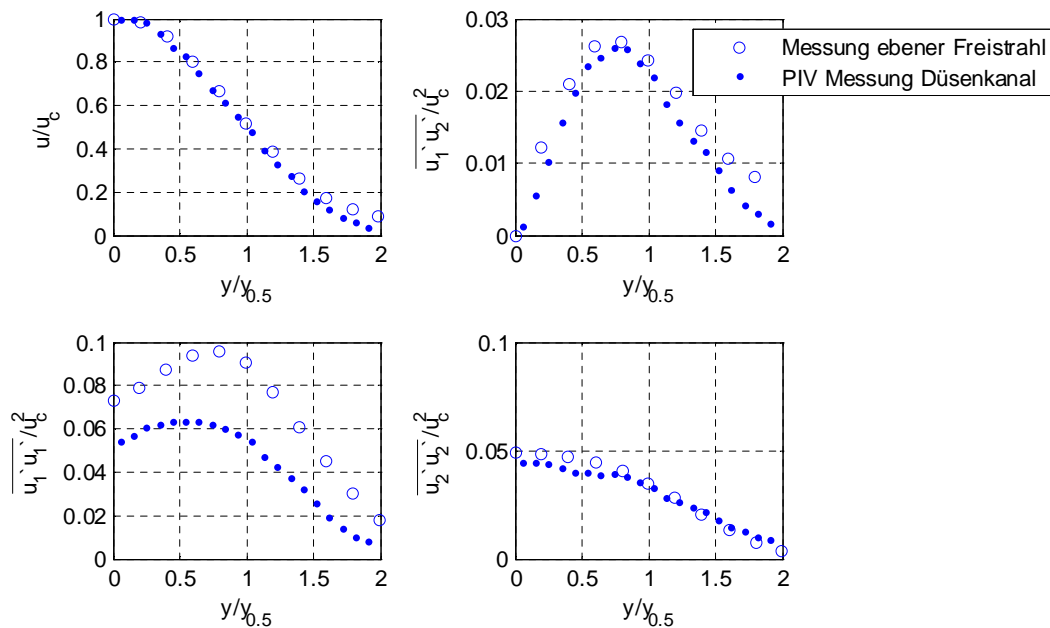 1
0.8
0.6
0.4
0.2
0
0 0.5 1 1.5 2
u/u_c
y/y_0.5
0.03
0.02
0.01
0
0 0.5 1 1.5 2
u_1`u_2`/u_c^2
y/y_0.5
Messung ebener Freistrahl
PIV Messung Düsenkanal
0.1
0.08
0.06
0.04
0.02
0
0 0.5 1 1.5 2
u_1`u_1`/u_c^2
y/y_0.5
0.1
0.05
0
0 0.5 1 1.5 2
u_2`u_2`/u_c^2
y/y_0.5